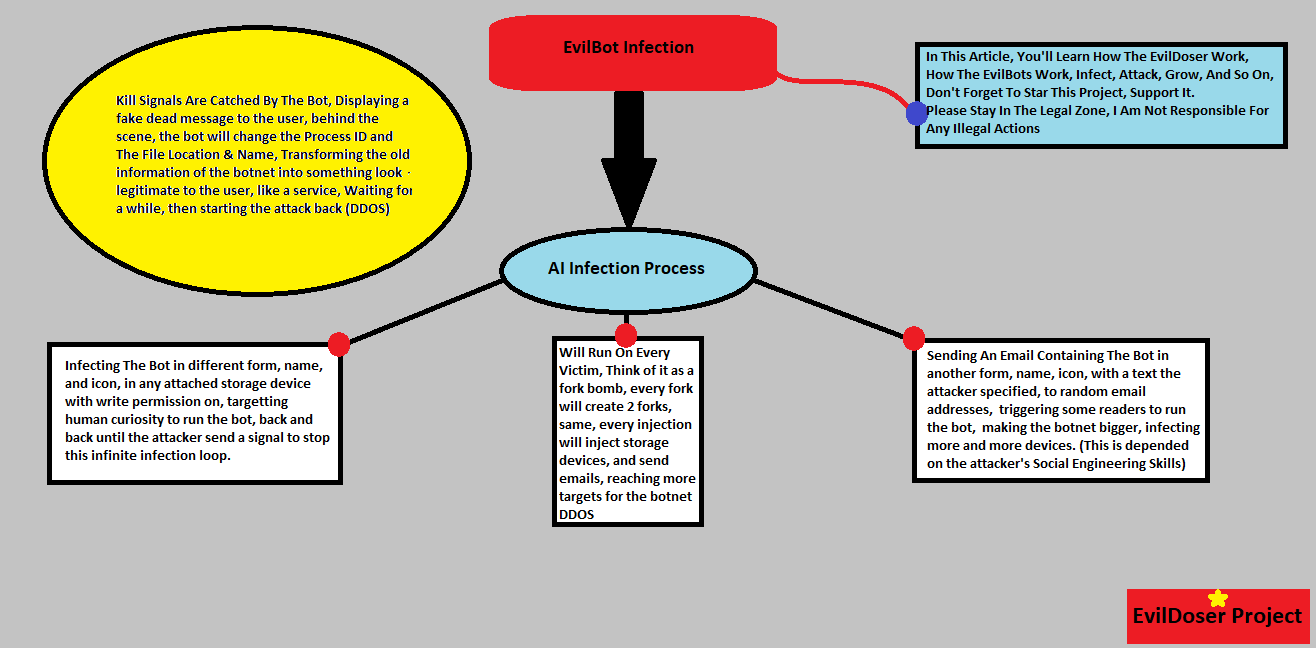 EvilBot Infection
In This Article, You'll Learn How The EvilDoser Work,
How The EvilBots Work, Infect, Attack, Grow, And So On,
Don't Forget To Star This Project, Support It.
Please Stay In The Legal Zone, I Am Not Responsible For
Any Illegal Actions
Kill Signals Are Catched By The Bot, Displaying a
fake dead message to the user, behind the
scene, the bot will change the Process ID and
The File Location & Name, Transforming the old
information of the botnet into something look -
legitimate to the user, like a service, Waiting for
a while, then starting the attack back (DDOS)
AI Infection Process
Infecting The Bot in different form, name,
and icon, in any attached storage device
with write permission on, targetting
human curiosity to run the bot, back and
back until the attacker send a signal to stop
this infinite infection loop.
Will Run On Every
Victim, Think of it as a
fork bomb, every fork
will create 2 forks,
same, every injection
will inject storage
devices, and send
emails, reaching more
targets for the botnet
DDOS
Sending An Email Containing The Bot in
another form, name, icon, with a text the
attacker specified, to random email
addresses,  triggering some readers to run
the bot,  making the botnet bigger, infecting
more and more devices. (This is depended
on the attacker's Social Engineering Skills)
EvilDoser Project